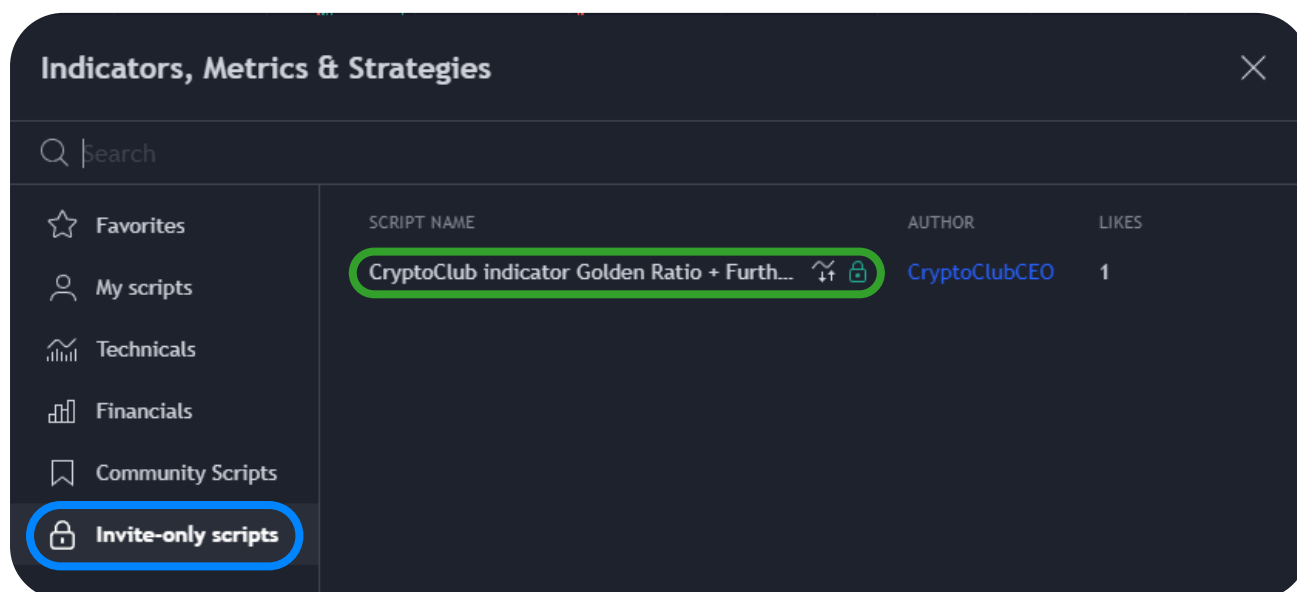 Indicators, Metrics & Strategies
Search
Favorites
My scripts
Technicals
Financials
Community Scripts
Invite-only scripts
SCRIPT NAME AUTHOR LIKES
CryptoClub indicator Golden Ratio + Furth... CryptoClubCEO 1